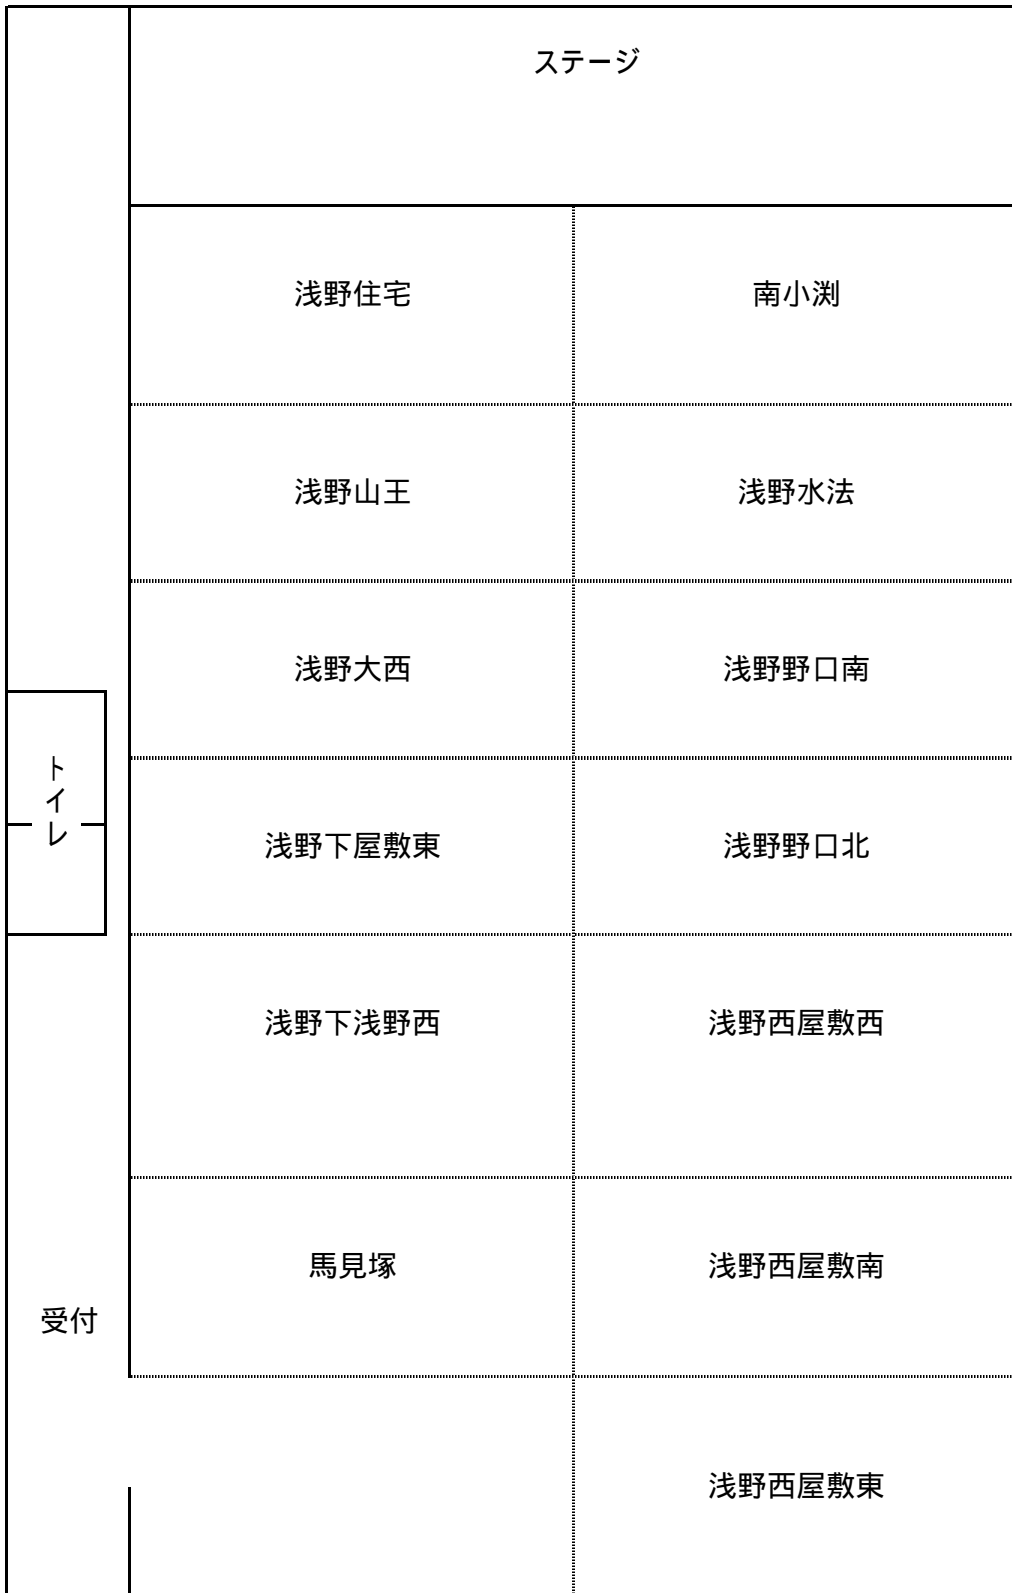 ステージ
浅野住宅
南小渕
浅野山王
浅野水法
浅野大西
浅野野口南
トイレ
浅野下屋敷東
浅野野口北
浅野下浅野西
浅野西屋敷西
馬見塚
浅野西屋敷南
受付
浅野西屋敷東